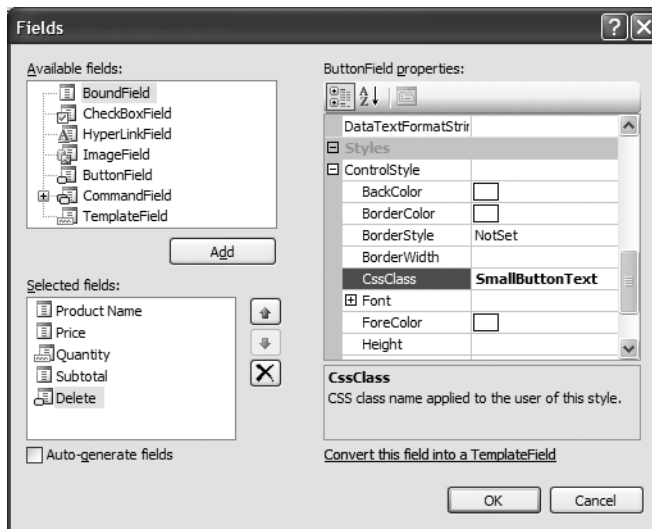 Fields
Available fields:
BoundField
CheckBoxField
HyperLinkField
ImageField
ButtonField
CommandField
TemplateField
Add
Selected fields:
Product Name
Price
Quantity
Subtotal
Delete
Auto-generate fields
ButtonField properties:
DataTextFormatStrir
Styles
ControlStyle
BackColor
BorderColor
BorderStyle NotSet
BorderWidth
CssClass SmallButtonText
Font
ForeColor
Height
CssClass
CSS class name applied to the user of this style.
Convert this field into a TemplateField
OK Cancel